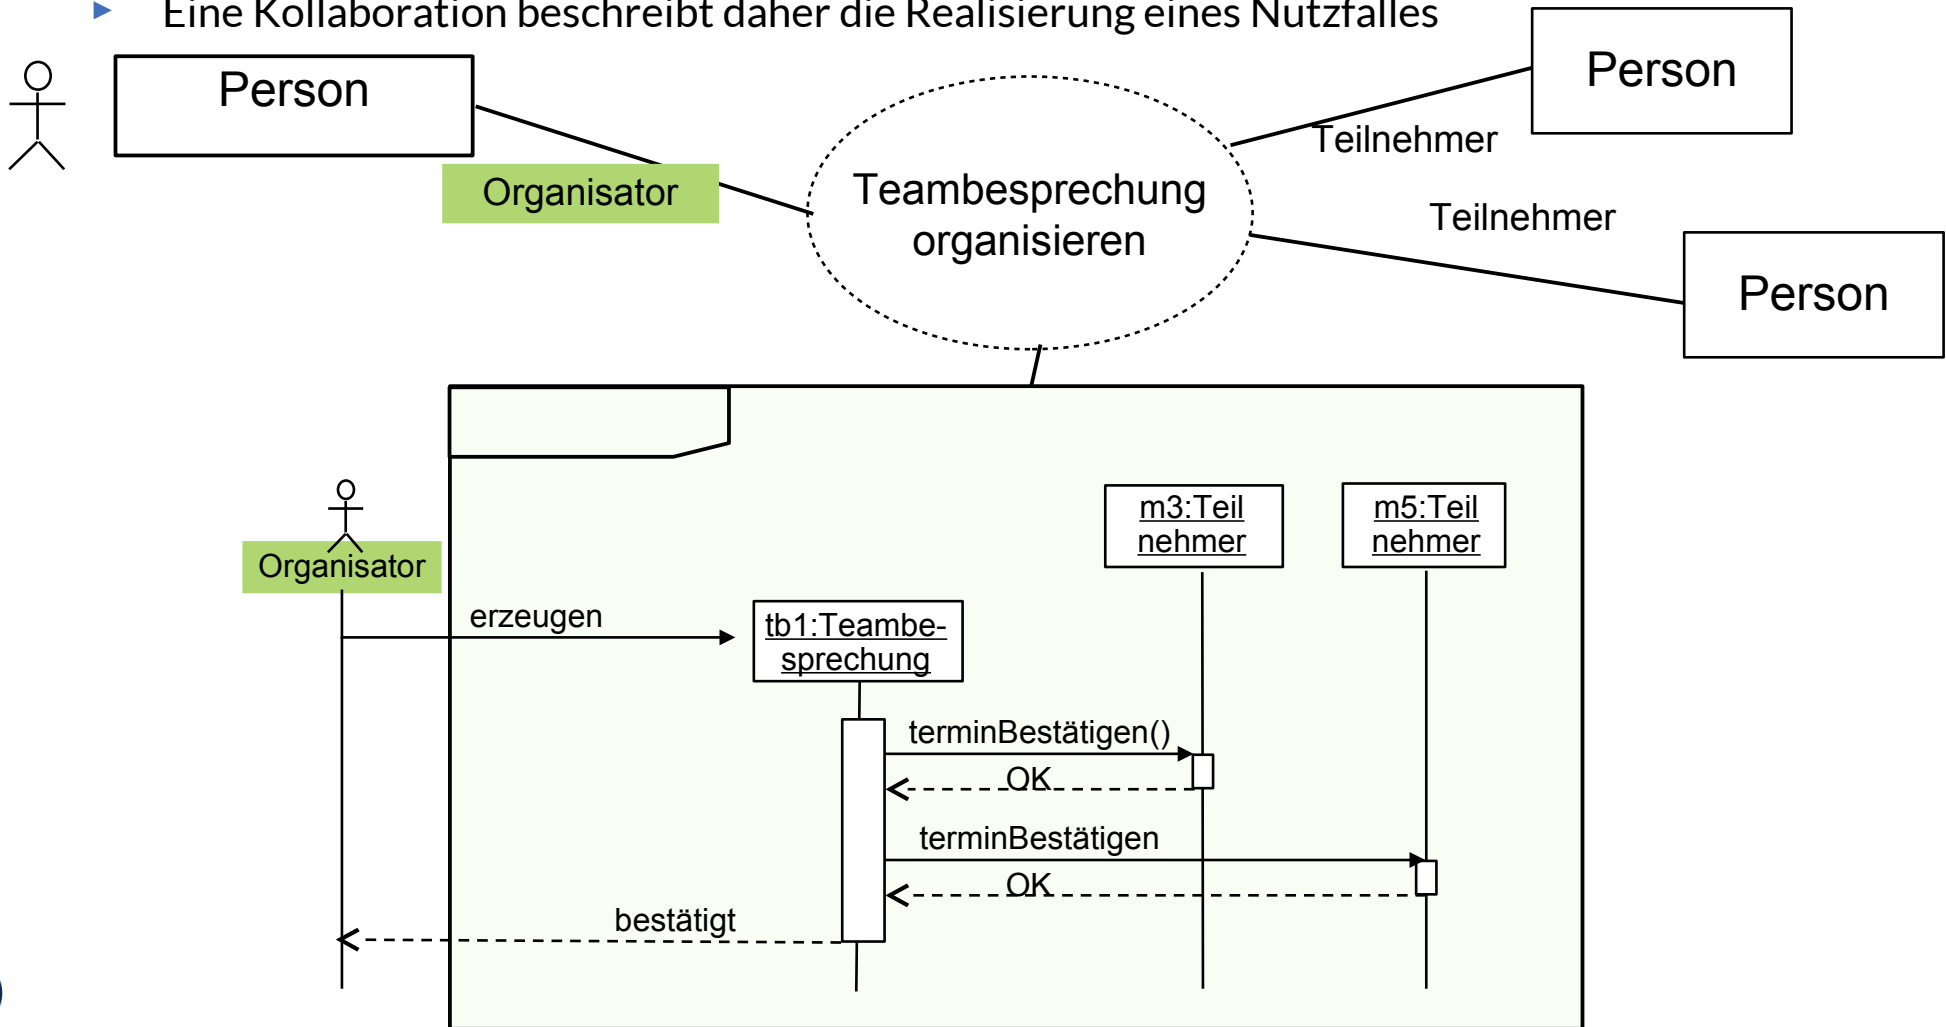 Eine Kollaboration beschreibt daher die Realisierung eines Nutzfalles
Person
Person
Teilnehmer
Organisator
Teambesprechung
organisieren
Teilnehmer
Person
m3:Teil
nehmer
m5:Teil
nehmer
Organisator
erzeugen
tb1:Teambe-
sprechung
terminBestätigen()
OK
terminBestätigen
OK
bestätigt